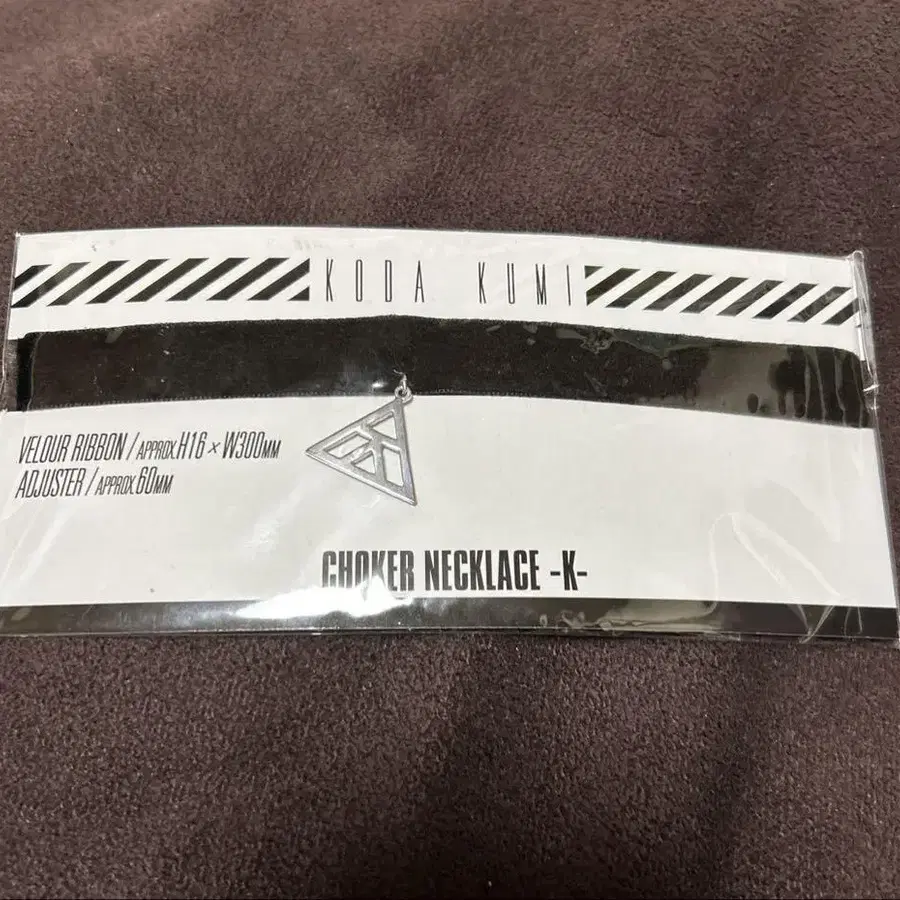 KODA KUMI
VELOUR RIBBON / APPROX.H16 × W300MM
ADJUSTER / APPROX.60MM
CHOKER NECKLACE -K-